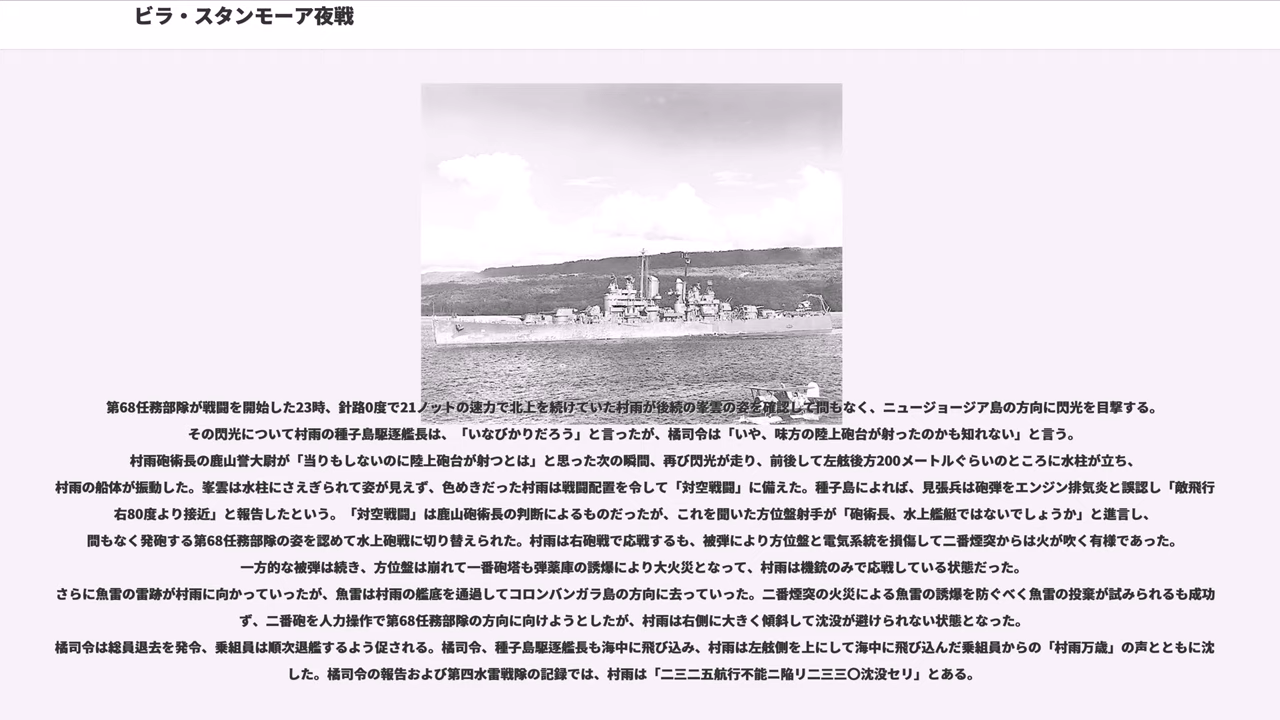 ビラ・スタンモーア夜戦
第68任務部隊が戦闘を開始した23時、針路0度で21ノットの速力で北上を続けていた村雨が後続の峯雲の姿を確認して間もなく、ニュージョージア島の方向に閃光を目撃する。
その閃光について村雨の種子島駆逐艦長は、「いなびかりだろう」と言ったが、橘司令は「いや、味方の陸上砲台が射ったのかも知れない」と言う。
村雨砲術長の鹿山誉大尉が「当りもしないのに陸上砲台が射つとは」と思った次の瞬間、再び閃光が走り、前後して左舷後方200メートルぐらいのところに水柱が立ち、
村雨の船体が振動した。峯雲は水柱にさえぎられて姿が見えず、色めきだった村雨は戦闘配置を令して「対空戦闘」に備えた。種子島によれば、見張兵は砲弾をエンジン排気炎と誤認し「敵飛行
右80度より接近」と報告したという。「対空戦闘」は鹿山砲術長の判断によるものだったが、これを聞いた方位盤射手が「砲術長、水上艦艇ではないでしょうか」と進言し、
間もなく発砲する第68任務部隊の姿を認めて水上砲戦に切り替えられた。村雨は右砲戦で応戦するも、被弾により方位盤と電気系統を損傷して二番煙突からは火が吹く有様であった。
一方的な被弾は続き、方位盤は崩れて一番砲塔も弾薬庫の誘爆により大火災となって、村雨は機銃のみで応戦している状態だった。
さらに魚雷の雷跡が村雨に向かっていったが、魚雷は村雨の艦底を通過してコロンバンガラ島の方向に去っていった。二番煙突の火災による魚雷の誘爆を防ぐべく魚雷の投棄が試みられるも成功
ず、二番砲を人力操作で第68任務部隊の方向に向けようとしたが、村雨は右側に大きく傾斜して沈没が避けられない状態となった。
橘司令は総員退去を発令、乗組員は順次退艦するよう促される。橘司令、種子島駆逐艦長も海中に飛び込み、村雨は左舷側を上にして海中に飛び込んだ乗組員からの「村雨万歳」の声とともに沈
した。橘司令の報告および第四水雷戦隊の記録では、村雨は「二三二五航行不能ニ陥リ二三三〇沈没セリ」とある。